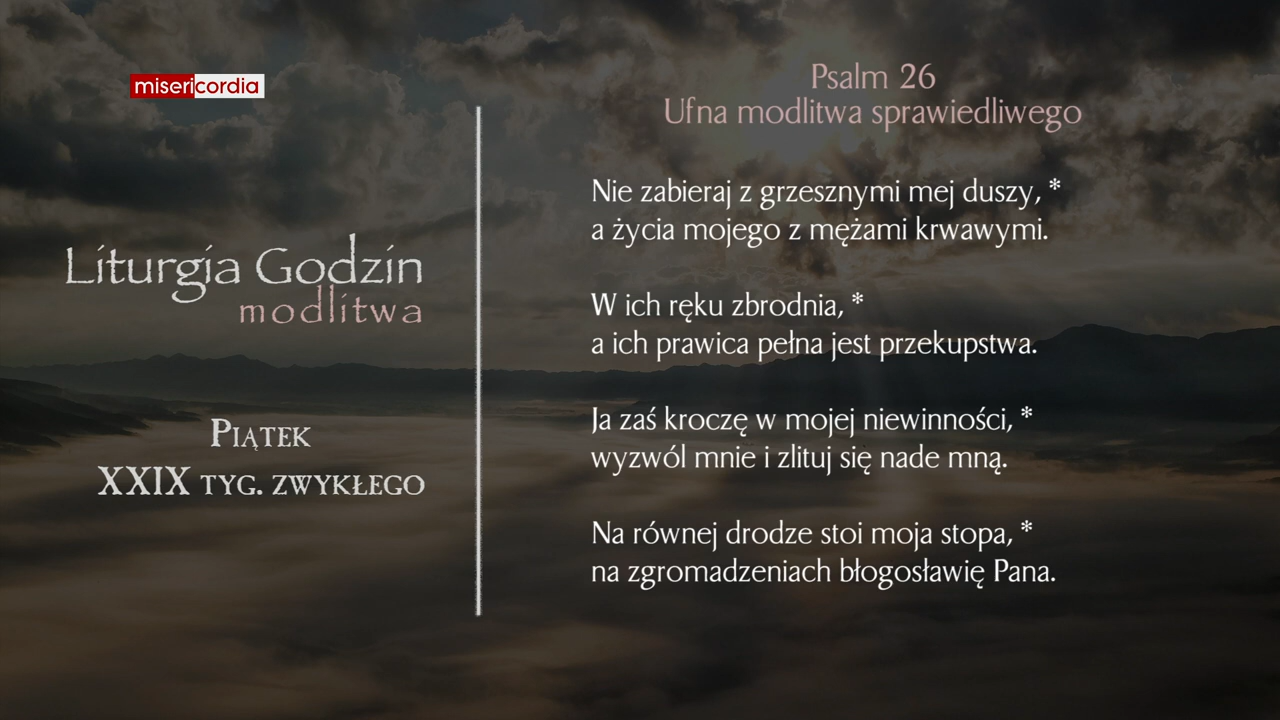 misericordia
Liturgia Godzin
modlitwa
Piątek
XXIX tyg. zwykłego
Psalm 26
Ufna modlitwa sprawiedliwego
Nie zabieraj z grzesznymi mej duszy, *
a życia mojego z mężami krwawymi.
W ich ręku zbrodnia, *
a ich prawica pełna jest przekupstwa.
Ja zaś kroczę w mojej niewinności, *
wyzwól mnie i zlituj się nade mną.
Na równej drodze stoi moja stopa, *
na zgromadzeniach błogosławię Pana.